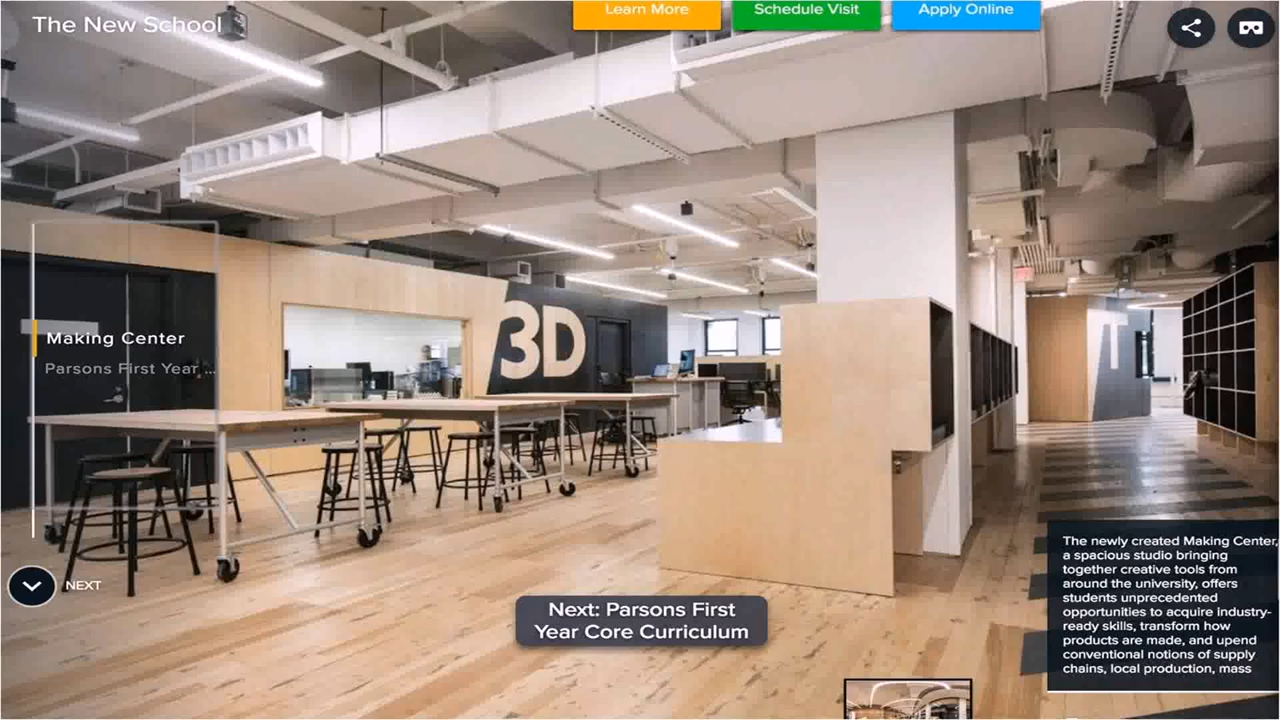 The New School
Learn More
Schedule Visit
Apply Online
3D
T
Making Center
Parsons First Year ...
NEXT
Next: Parsons First
Year Core Curriculum
The newly created Making Center,
a spacious studio bringing
together creative tools from
around the university, offers
students unprecedented
opportunities to acquire industry-
ready skills, transform how
products are made, and upend
conventional notions of supply
chains, local production, mass